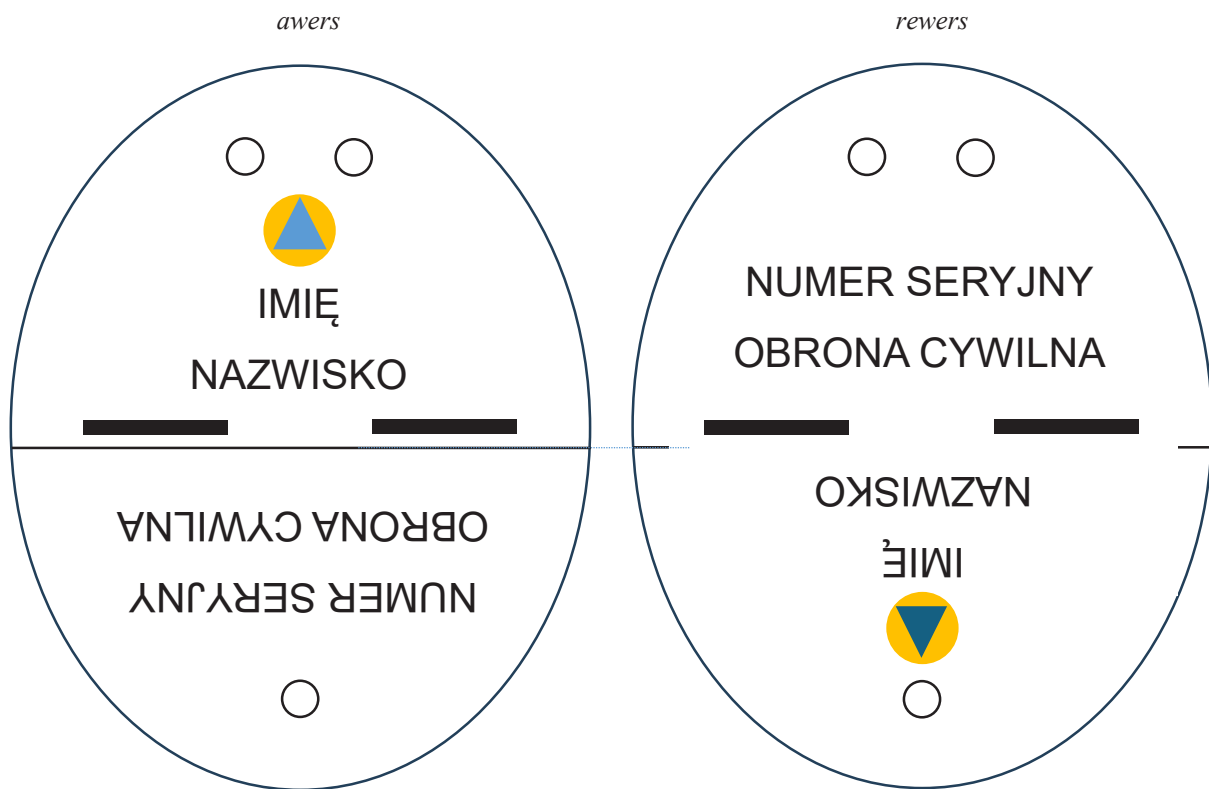 awers
rewers
IMIĘ
NAZWISKO
OBRONA CYWILNA
NUMER SERYJNY
NUMER SERYJNY
OBRONA CYWILNA
NAZWISKO
IMIĘ